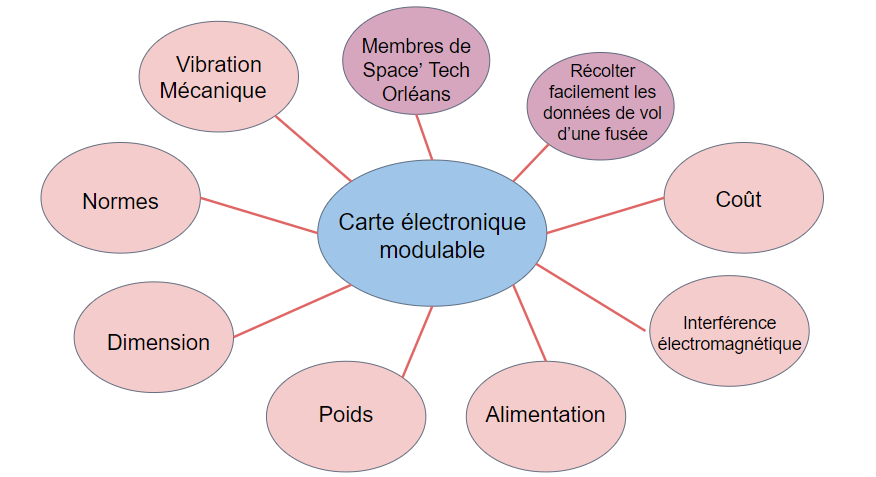 Membres de
Space’ Tech
Orléans
Vibration
Mécanique
Récolter
facilement les
données de vol
d’une fusée
Normes
Coût
Carte électronique
modulable
Dimension
Interférence
électromagnétique
Poids
Alimentation